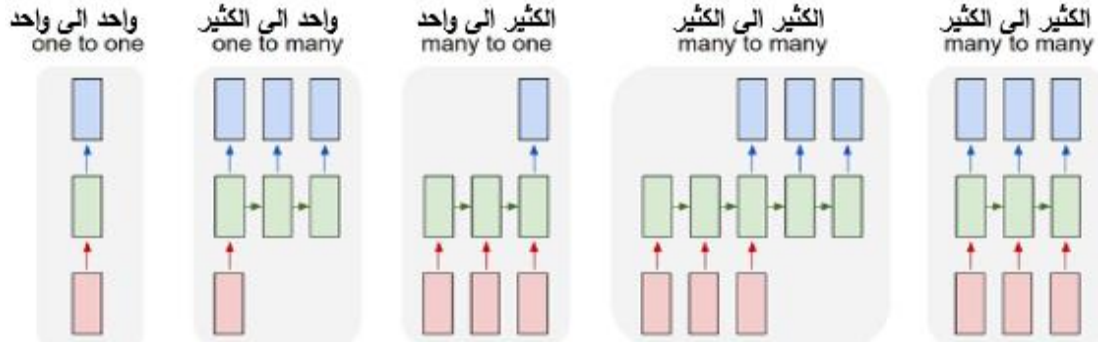 واحد الى واحد
one to one
واحد الى الكثير
one to many
الكثير الى واحد
many to one
الكثير الى الكثير
many to many
الكثير الى الكثير
many to many